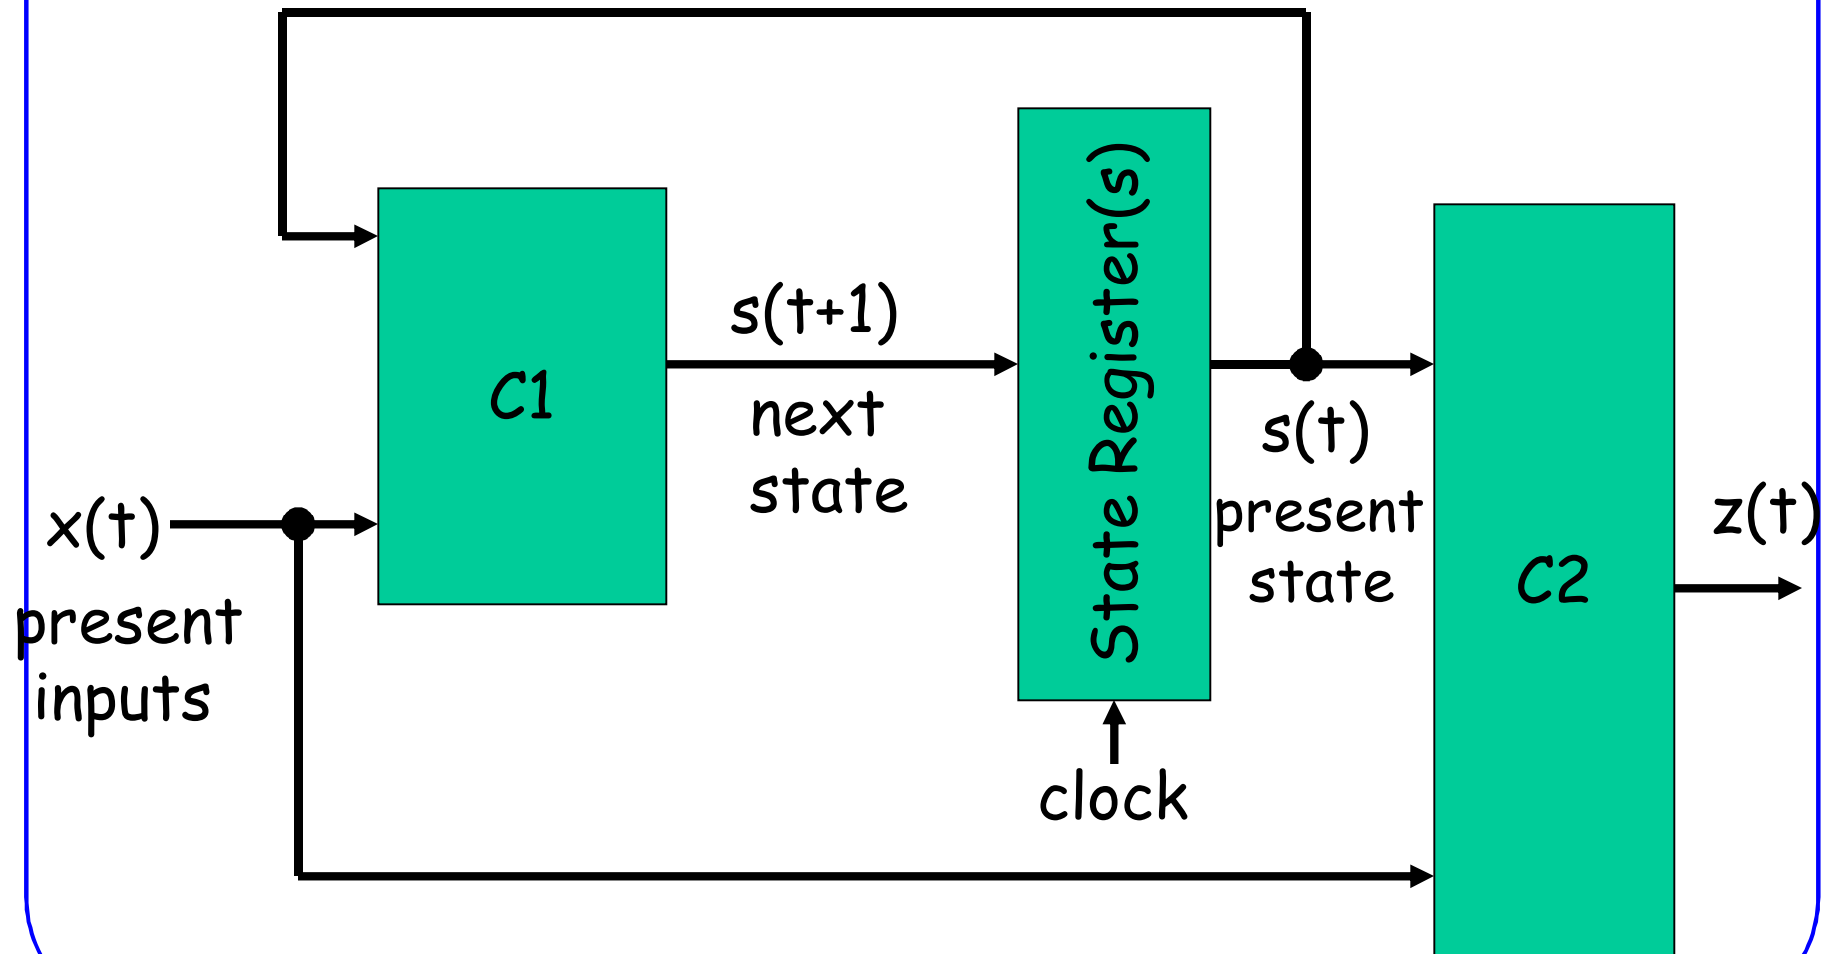 x(t)
present
inputs
C1
s(t+1)
next
state
State Register(s)
clock
s(t)
present
state
C2
z(t)